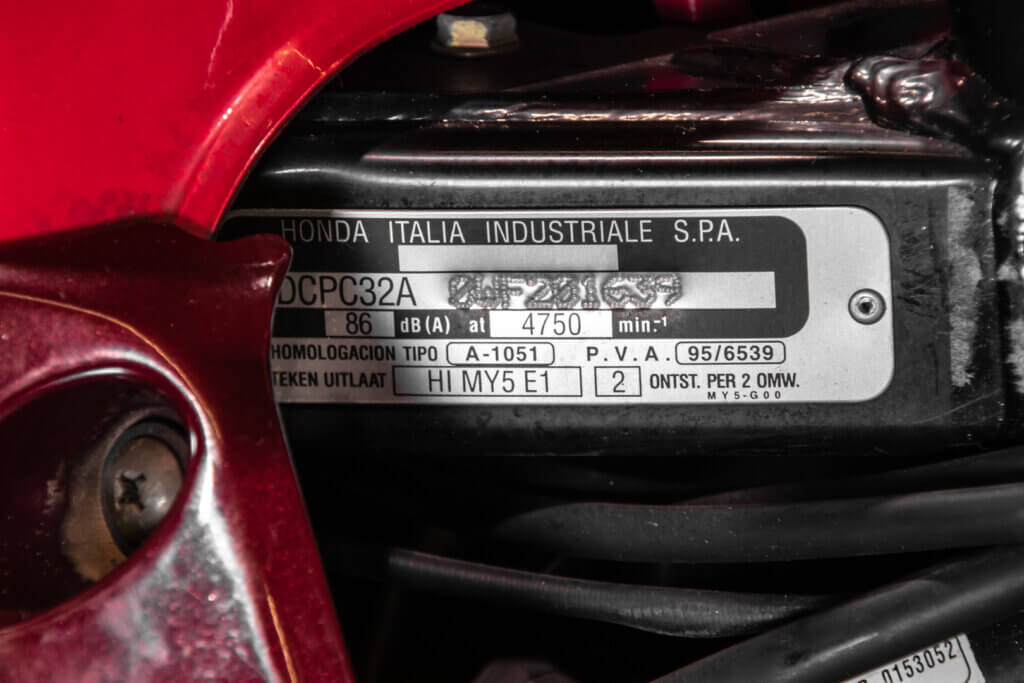 HONDA ITALIA INDUSTRIALE S.P.A.
DCPC32A 0WF201639
86 dB(A) at 4750 min.-¹
HOMOLOGACION TIPO A-1051 P.V.A. 95/6539
TEKEN UITLAAT HI MY5 E1 2 ONTST. PER 2 OMW.
MY5-G00
0153052